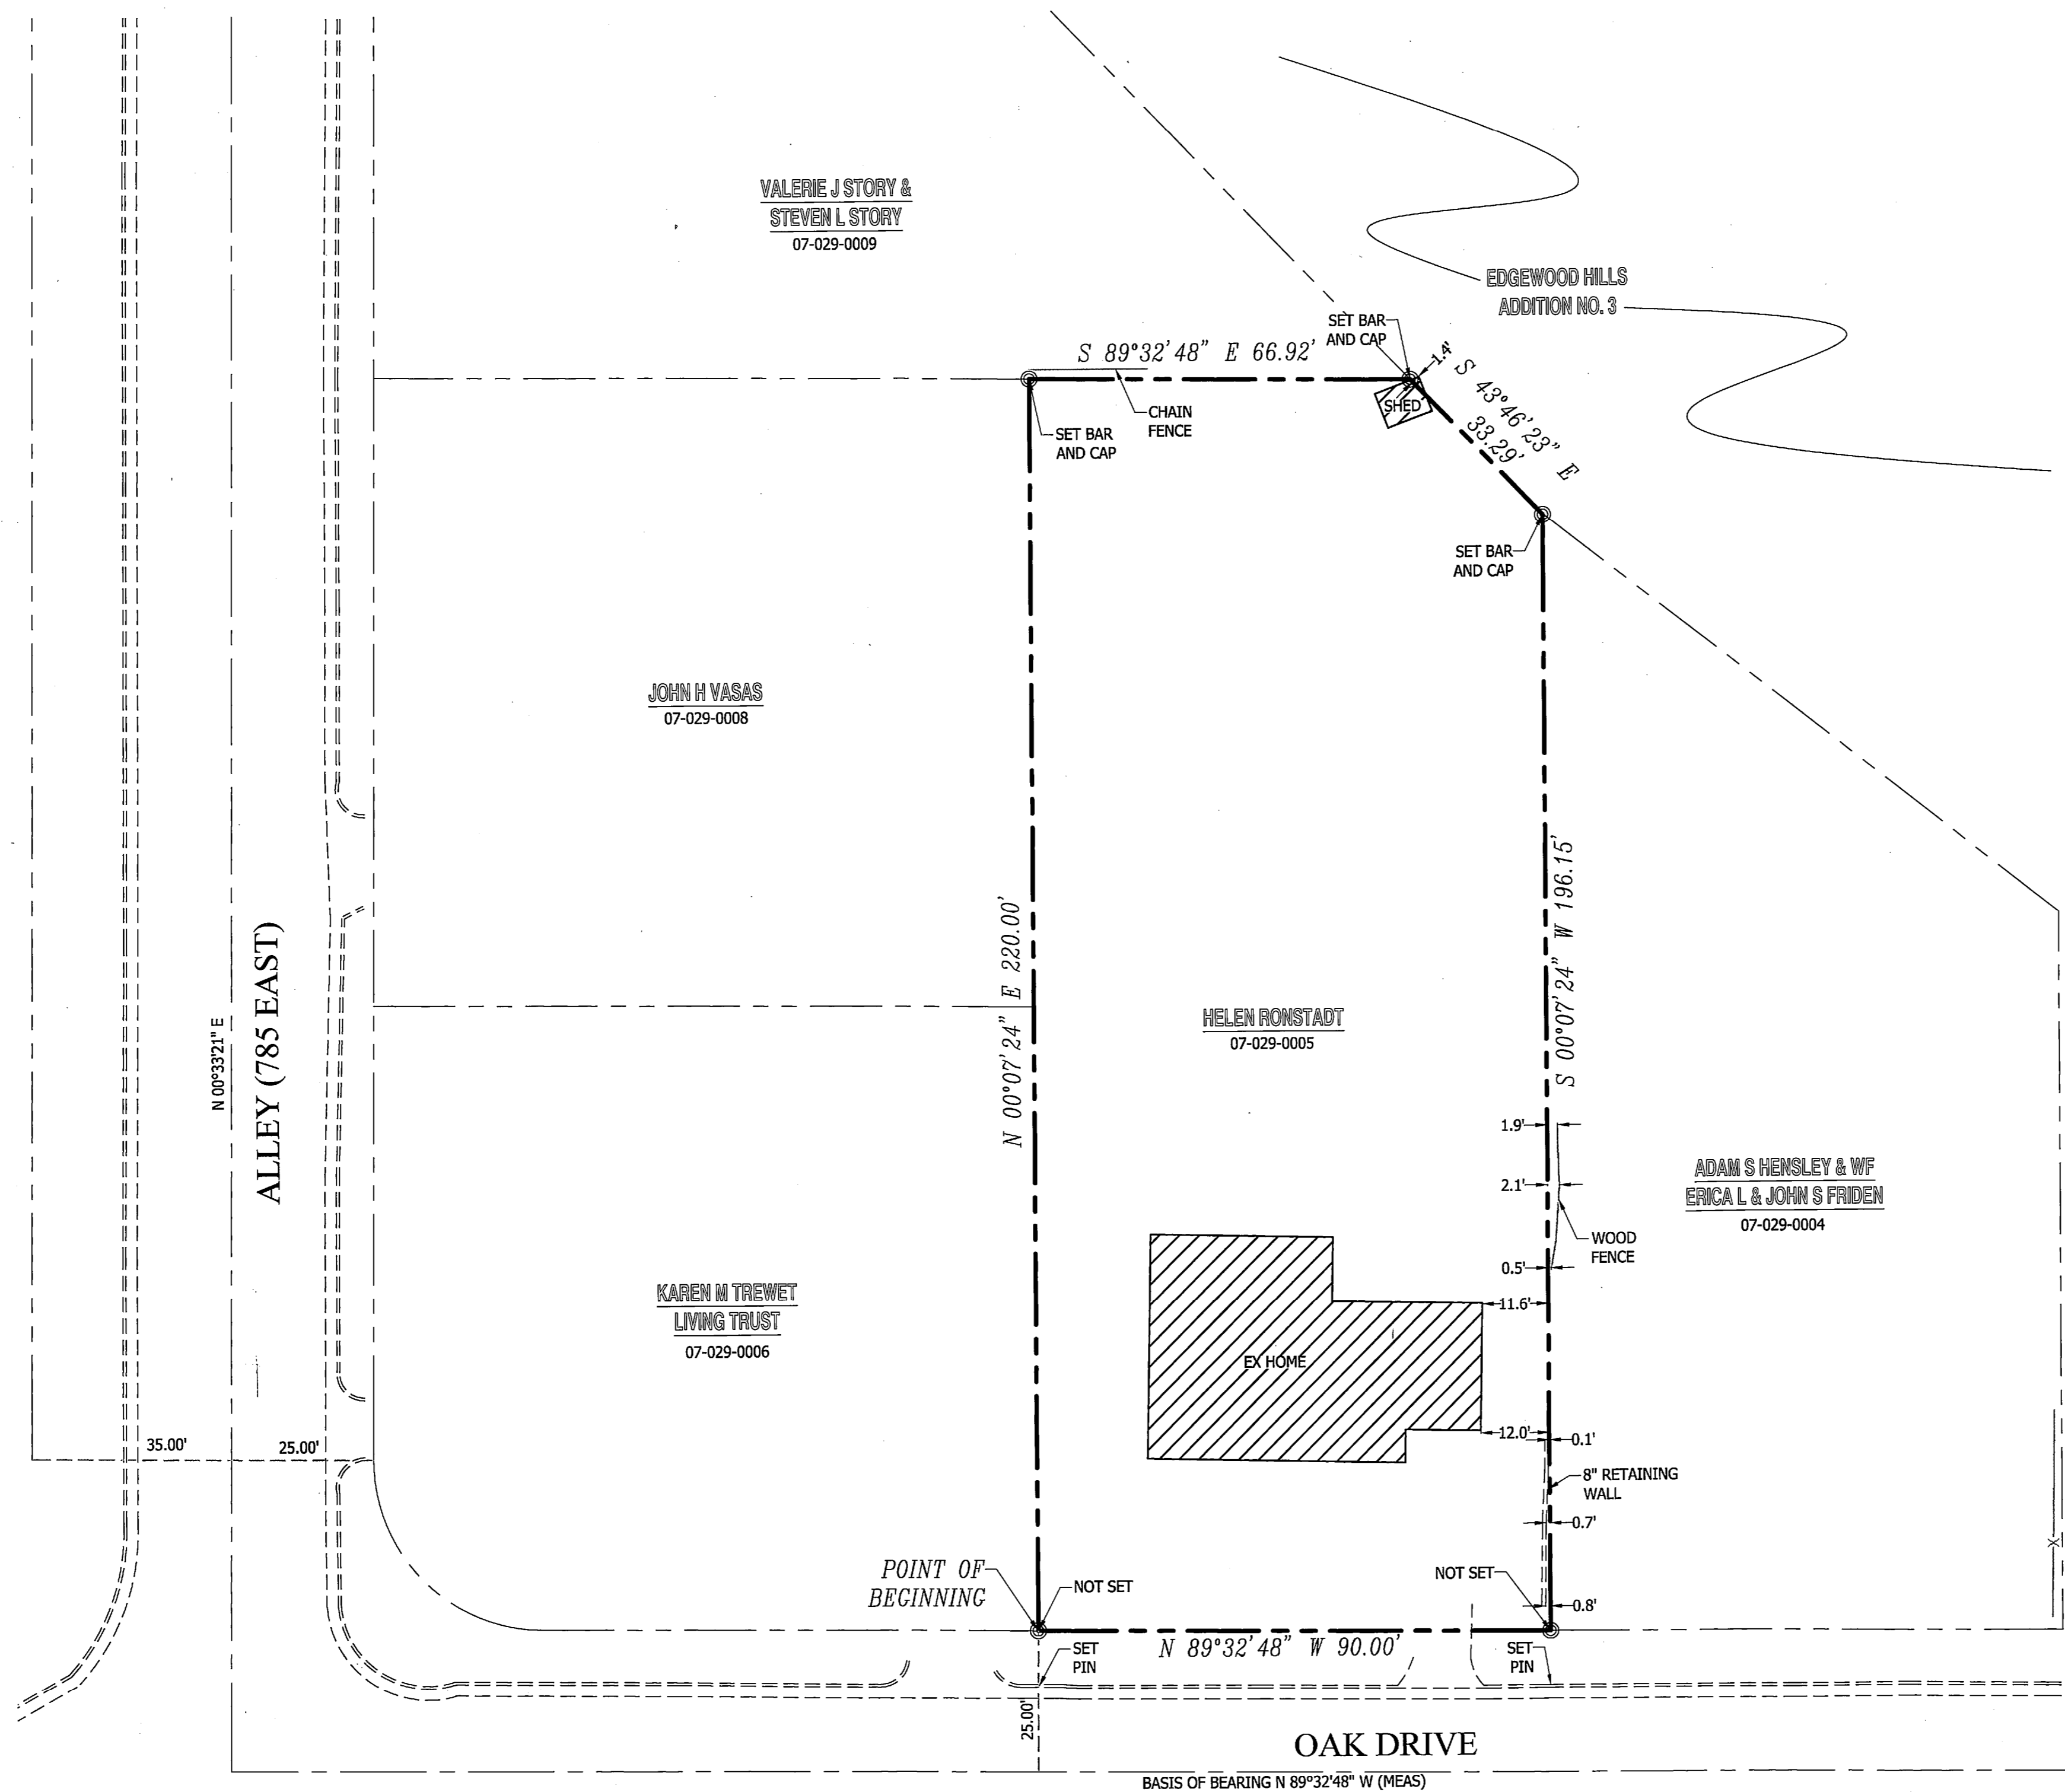 VALERIE J STORY &
STEVEN L STORY
07-029-0009
EDGEWOOD HILLS
ADDITION NO. 3
SET BAR
AND CAP
1.4'
S 89°32'48" E 66.92'
S 43°46'23" E
33.29'
SHED
CHAIN
FENCE
SET BAR
AND CAP
SET BAR
AND CAP
JOHN H VASAS
07-029-0008
N 00°07'24" E 220.00'
S 00°07'24" W 196.15'
ALLEY (785 EAST)
N 00°33'21" E
HELEN RONSTADT
07-029-0005
1.9'
2.1'
ADAM S HENSLEY & WF
ERICA L & JOHN S FRIDEN
07-029-0004
WOOD
FENCE
0.5'
11.6'
KAREN M TREWET
LIVING TRUST
07-029-0006
EX HOME
12.0'
0.1'
35.00'
25.00'
8" RETAINING
WALL
0.7'
POINT OF
BEGINNING
NOT SET
NOT SET
0.8'
N 89°32'48" W 90.00'
SET
PIN
SET
PIN
25.00'
OAK DRIVE
BASIS OF BEARING N 89°32'48" W (MEAS)
X